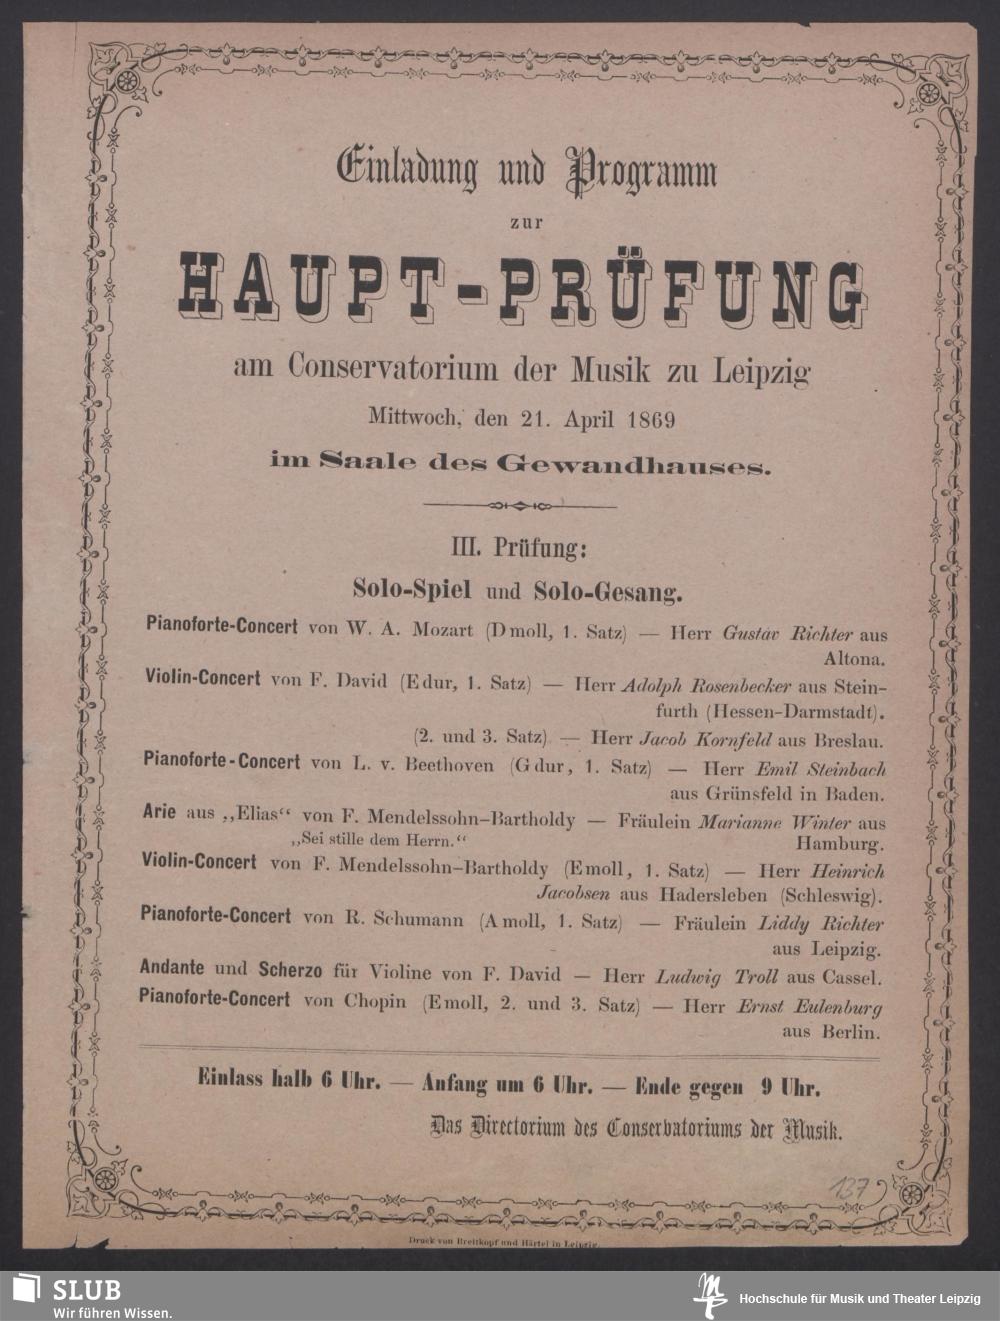 Einladung und Programm
zur
HAUPT-PRÜFUNG
am Conservatorium der Musik zu Leipzig
Mittwoch, den 21. April 1869
im Saale des Gewandhauses.
III. Prüfung:
Solo-Spiel und Solo-Gesang.
Pianoforte-Concert von W. A. Mozart (Dmoll, 1. Satz) — Herr Gustav Richter aus
Altona.
Violin-Concert von F. David (Edur, 1. Satz) — Herr Adolph Rosenbecker aus Stein-
furth (Hessen-Darmstadt).
(2. und 3. Satz) — Herr Jacob Kornfeld aus Breslau.
Pianoforte-Concert von L. v. Beethoven (Gdur, 1. Satz) — Herr Emil Steinbach
aus Grünsfeld in Baden.
Arie aus „Elias“ von F. Mendelssohn-Bartholdy — Fräulein Marianne Winter aus
„Sei stille dem Herrn.“ Hamburg.
Violin-Concert von F. Mendelssohn-Bartholdy (Emoll, 1. Satz) — Herr Heinrich
Jacobsen aus Hadersleben (Schleswig).
Pianoforte-Concert von R. Schumann (Amoll, 1. Satz) — Fräulein Liddy Richter
aus Leipzig.
Andante und Scherzo für Violine von F. David — Herr Ludwig Troll aus Cassel.
Pianoforte-Concert von Chopin (Emoll, 2. und 3. Satz) — Herr Ernst Eulenburg
aus Berlin.
Einlass halb 6 Uhr. — Anfang um 6 Uhr. — Ende gegen 9 Uhr.
Das Directorium des Conservatoriums der Musik.
137
Druck von Breitkopf und Härtel in Leipzig.
SLUB
Wir führen Wissen.
Hochschule für Musik und Theater Leipzig